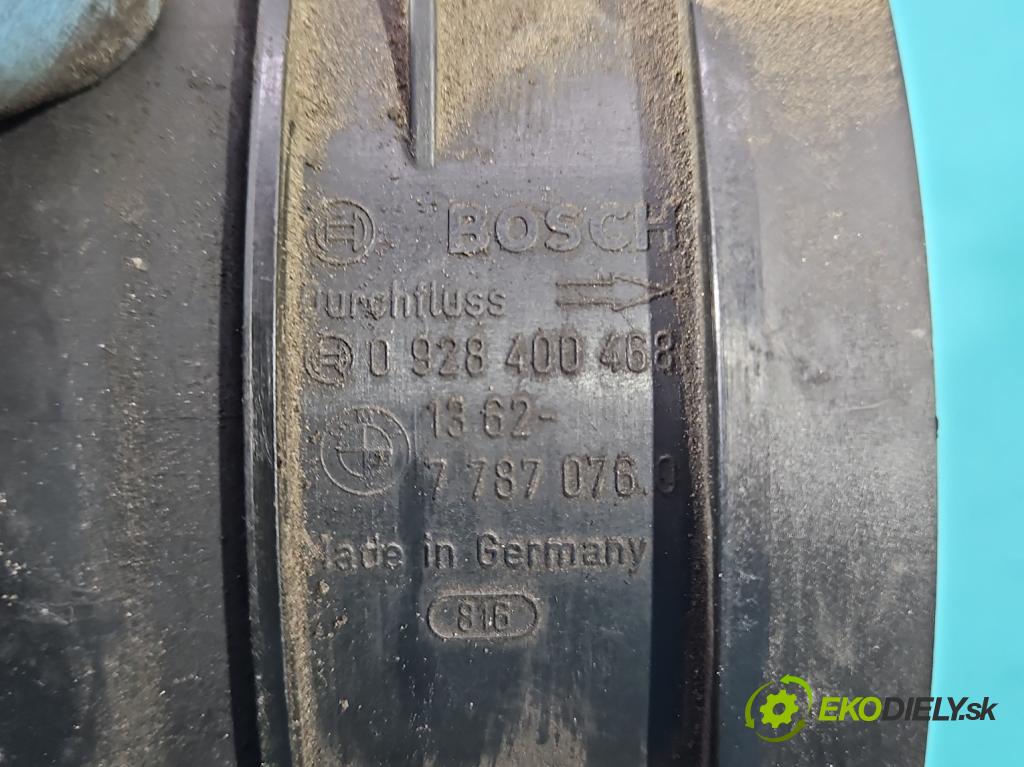 BOSCH
Durchfluss
0 928 400 468
13 62-
7 787 076.0
Made in Germany
816
EKODIELY.sk